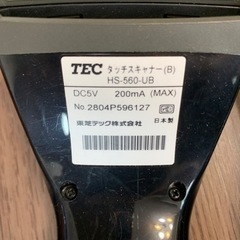 TEC タッチスキャナー(B)
HS-560-UB
DC5V 200mA (MAX)
No.2804P596127
東芝テック株式会社 日本製